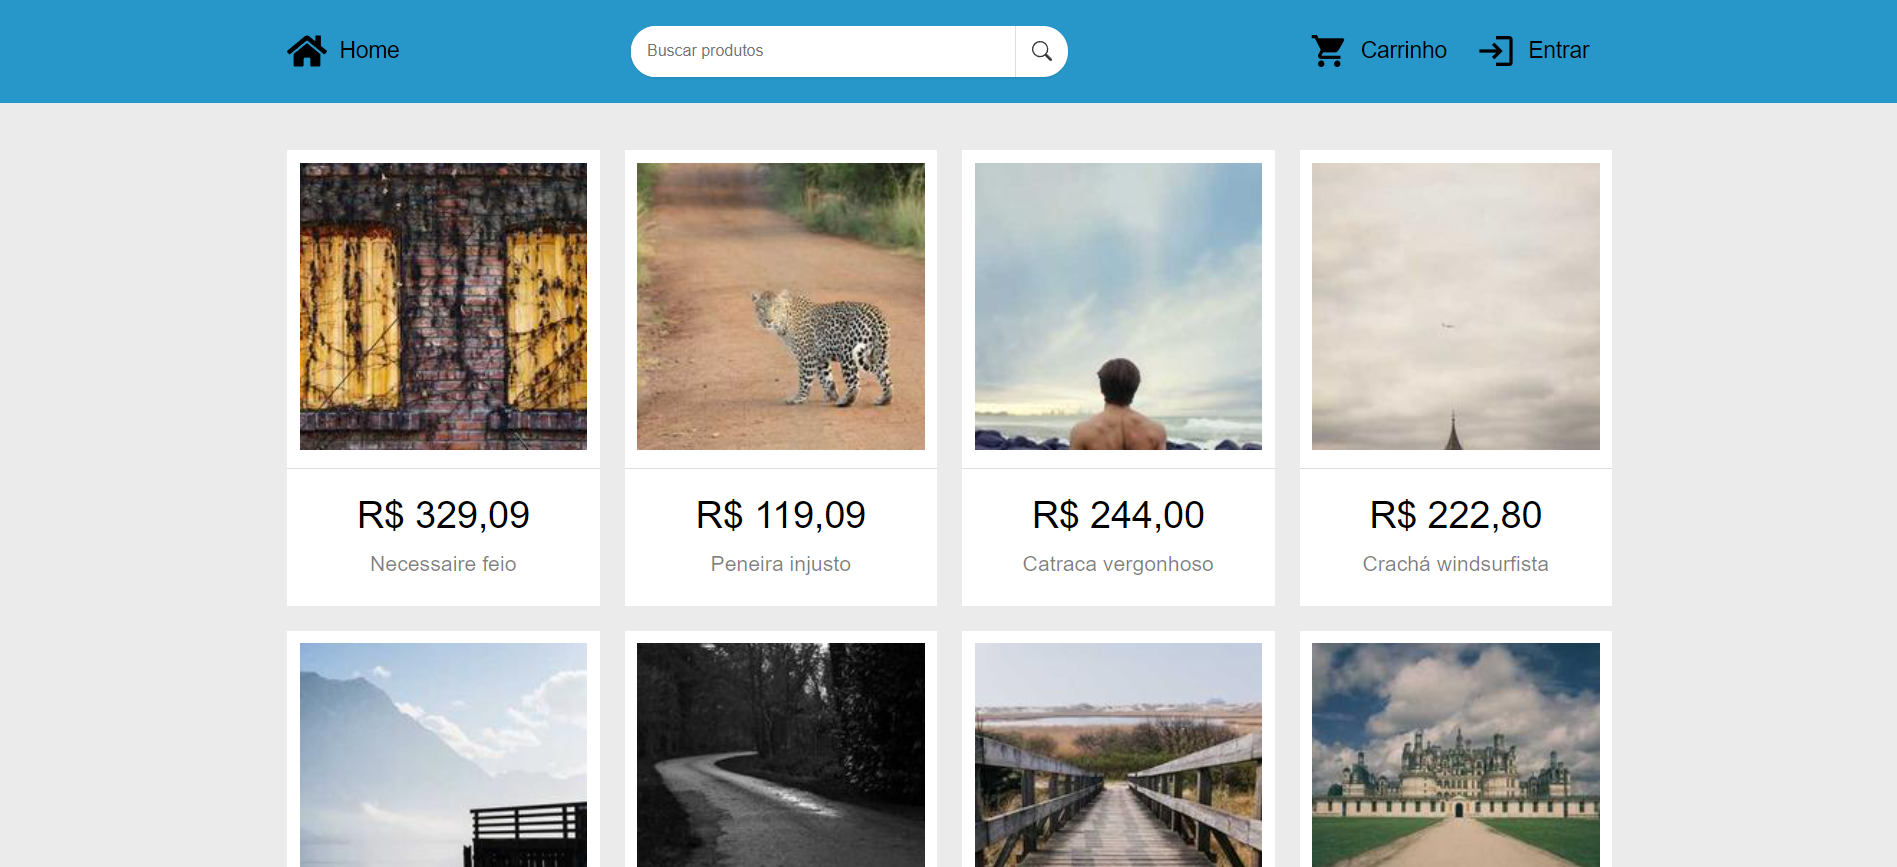 Home
Buscar produtos
Carrinho
Entrar
R$ 329,09
Necessaire feio
R$ 119,09
Peneira injusto
R$ 244,00
Catraca vergonhoso
R$ 222,80
Crachá windsurfista